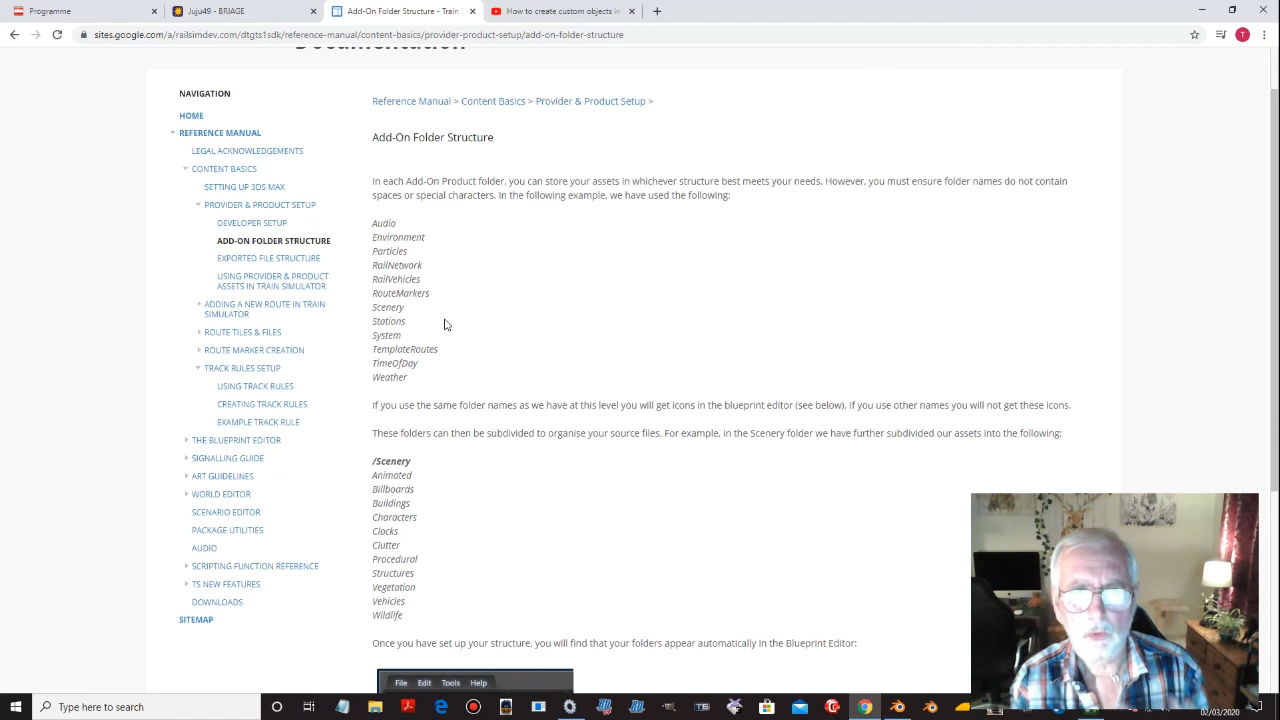 Programme
Juju49 - BRIAGE
Add-On Folder Structure - Train S
How to create custom objects in
sites.google.com/a/railsimdev.com/dtgts1sdk/reference-manual/content-basics/provider-product-setup/add-on-folder-structure
T
Documentation
NAVIGATION
HOME
REFERENCE MANUAL
LEGAL ACKNOWLEDGEMENTS
CONTENT BASICS
SETTING UP 3DS MAX
PROVIDER & PRODUCT SETUP
DEVELOPER SETUP
ADD-ON FOLDER STRUCTURE
EXPORTED FILE STRUCTURE
USING PROVIDER & PRODUCT
ASSETS IN TRAIN SIMULATOR
ADDING A NEW ROUTE IN TRAIN
SIMULATOR
ROUTE TILES & FILES
ROUTE MARKER CREATION
TRACK RULES SETUP
USING TRACK RULES
CREATING TRACK RULES
EXAMPLE TRACK RULE
THE BLUEPRINT EDITOR
SIGNALLING GUIDE
ART GUIDELINES
WORLD EDITOR
SCENARIO EDITOR
PACKAGE UTILITIES
AUDIO
SCRIPTING FUNCTION REFERENCE
TS NEW FEATURES
DOWNLOADS
SITEMAP
Reference Manual > Content Basics > Provider & Product Setup >
Add-On Folder Structure
In each Add-On Product folder, you can store your assets in whichever structure best meets your needs. However, you must ensure folder names do not contain
spaces or special characters. In the following example, we have used the following:
Audio
Environment
Particles
RailNetwork
RailVehicles
RouteMarkers
Scenery
Stations
System
TemplateRoutes
TimeOfDay
Weather
If you use the same folder names as we have at this level you will get icons in the blueprint editor (see below). If you use other names you will not get these icons.
These folders can then be subdivided to organise your source files. For example, in the Scenery folder we have further subdivided our assets into the following:
/Scenery
Animated
Billboards
Buildings
Characters
Clocks
Clutter
Procedural
Structures
Vegetation
Vehicles
Wildlife
Once you have set up your structure, you will find that your folders appear automatically in the Blueprint Editor:
File Edit Tools Help
Type here to search
TS
02/03/2020